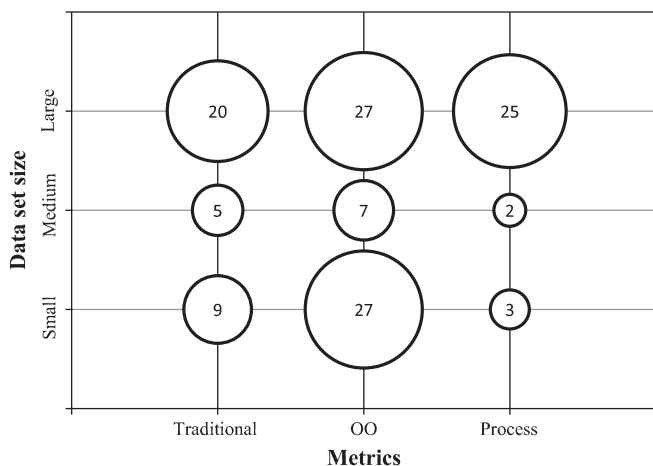 Data set size
Large
20
27
25
Medium
5
7
2
Small
9
27
3
Traditional
OO
Process
Metrics